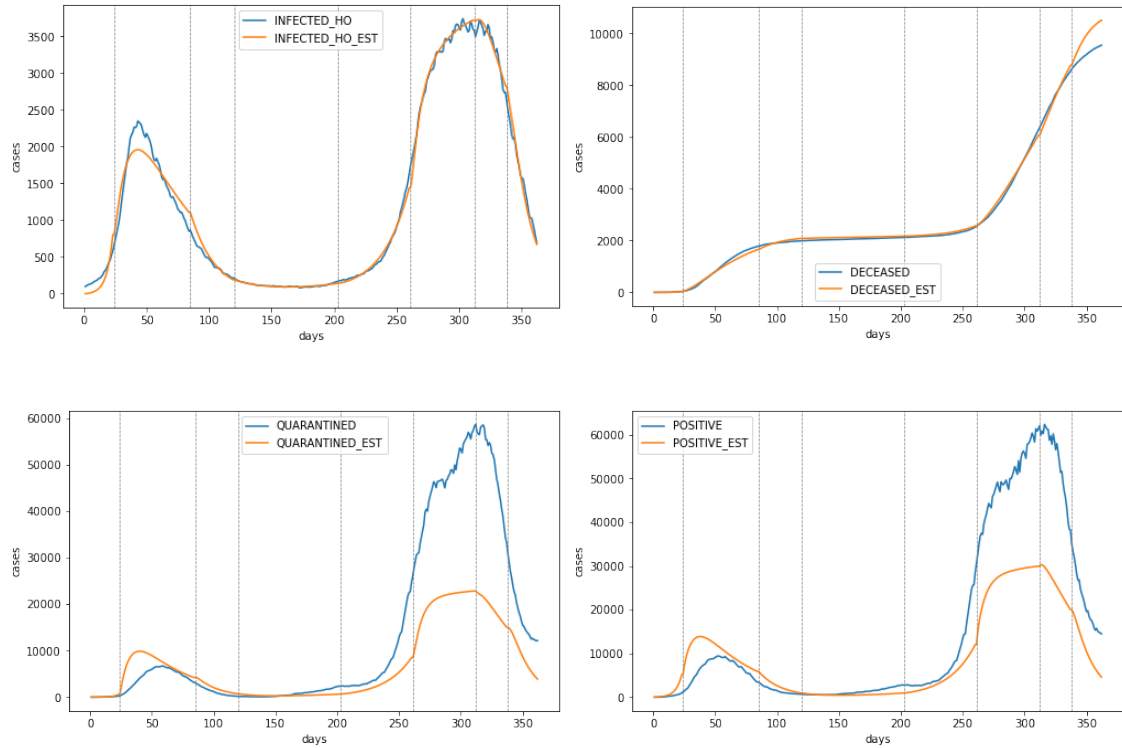 INFECTED_HO
INFECTED_HO_EST
cases
3500
3000
2500
2000
1500
1000
500
0
0 50 100 150 200 250 300 350
days
DECEASED
DECEASED_EST
cases
10000
8000
6000
4000
2000
0
0 50 100 150 200 250 300 350
days
QUARANTINED
QUARANTINED_EST
cases
60000
50000
40000
30000
20000
10000
0
0 50 100 150 200 250 300 350
days
POSITIVE
POSITIVE_EST
cases
60000
50000
40000
30000
20000
10000
0
0 50 100 150 200 250 300 350
days